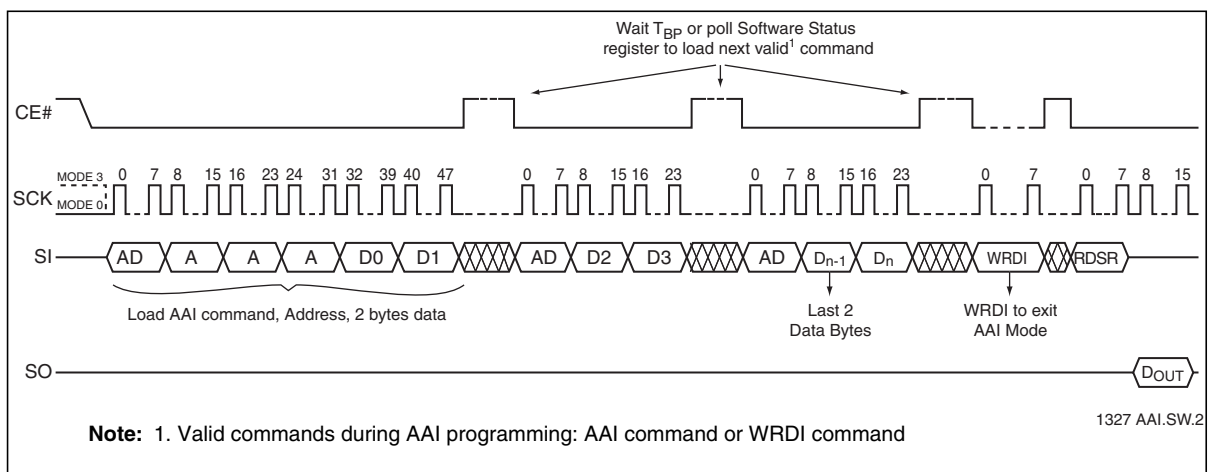 Wait TBP or poll Software Status
register to load next valid1 command
CE#
MODE 3
MODE 0
SCK
0 7 8 15 16 23 24 31 32 39 40 47 0 7 8 15 16 23 0 7 8 15 16 23 0 7 0 7 8 15
SI
AD A A A D0 D1 AD D2 D3 AD Dn-1 Dn WRDI RDSR
Load AAI command, Address, 2 bytes data
Last 2
Data Bytes
WRDI to exit
AAI Mode
SO
DOUT
1327 AAI.SW.2
Note: 1. Valid commands during AAI programming: AAI command or WRDI command